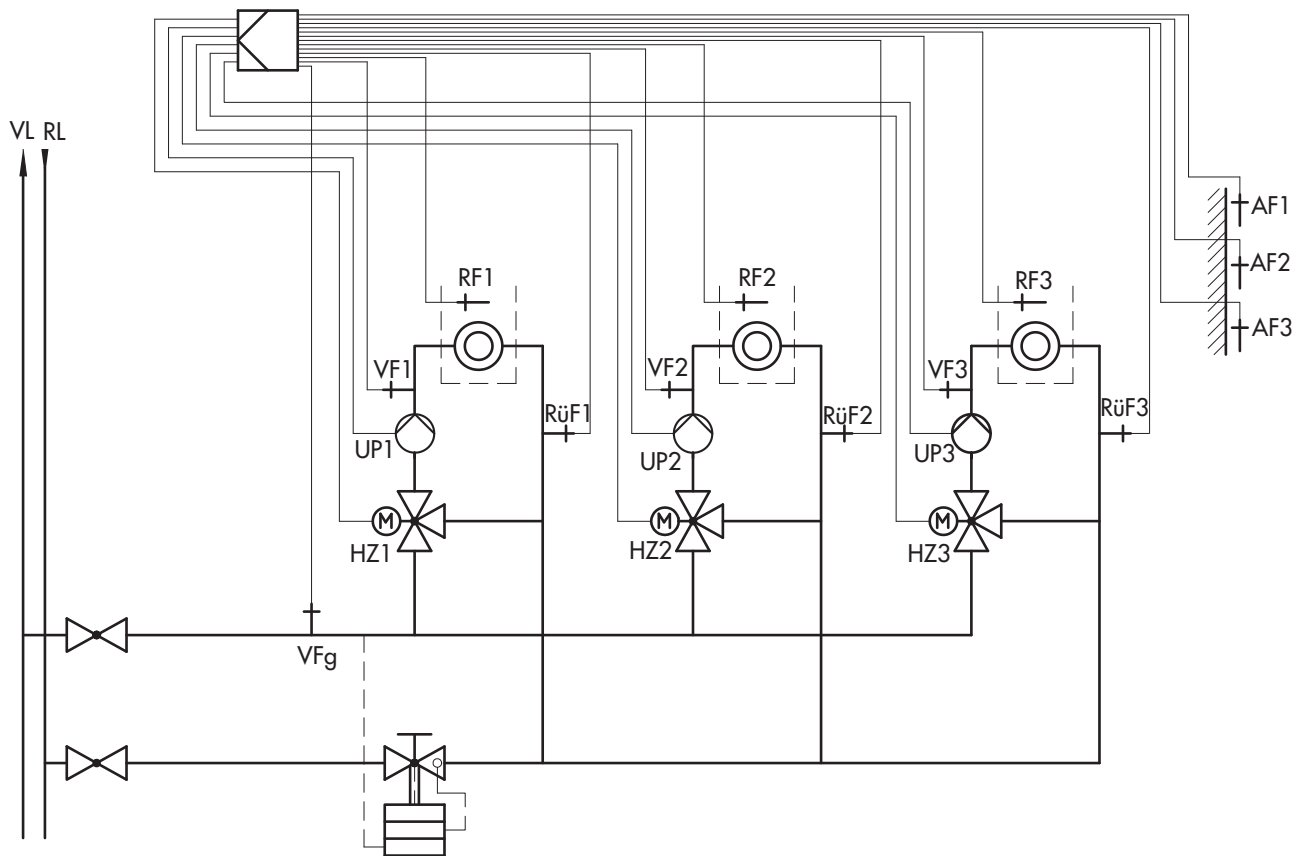 VL RL
AF1
AF2
AF3
RF1 RF2 RF3
VF1 VF2 VF3
RüF1 RüF2 RüF3
UP1 UP2 UP3
M M M
HZ1 HZ2 HZ3
VFg